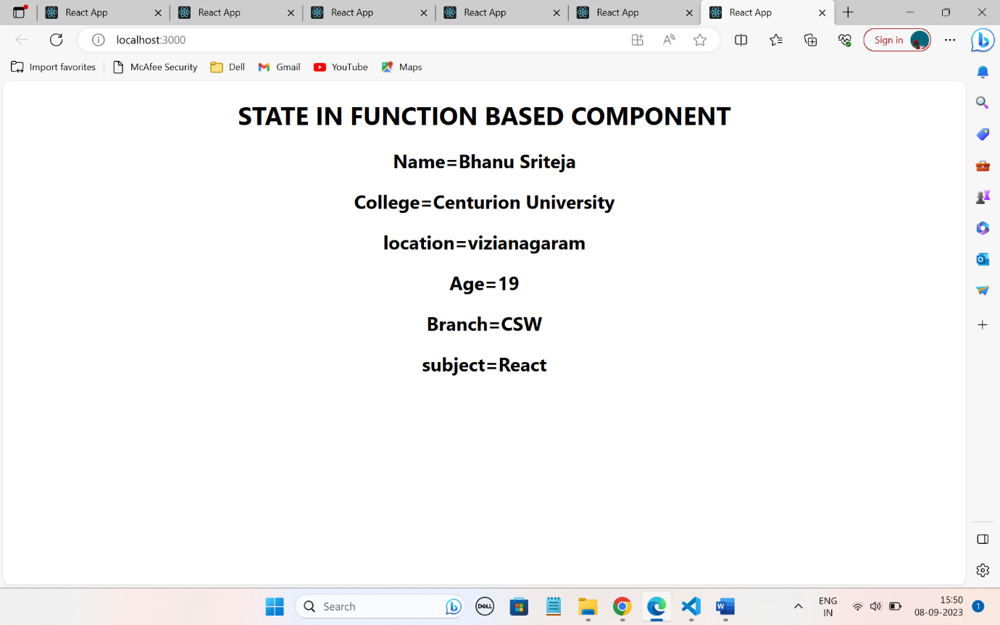 React App React App React App React App React App React App
localhost:3000 Sign in
Import favorites McAfee Security Dell Gmail YouTube Maps
STATE IN FUNCTION BASED COMPONENT
Name=Bhanu Sriteja
College=Centurion University
location=vizianagaram
Age=19
Branch=CSW
subject=React
Search DELL ENG 15:50
IN 08-09-2023 1